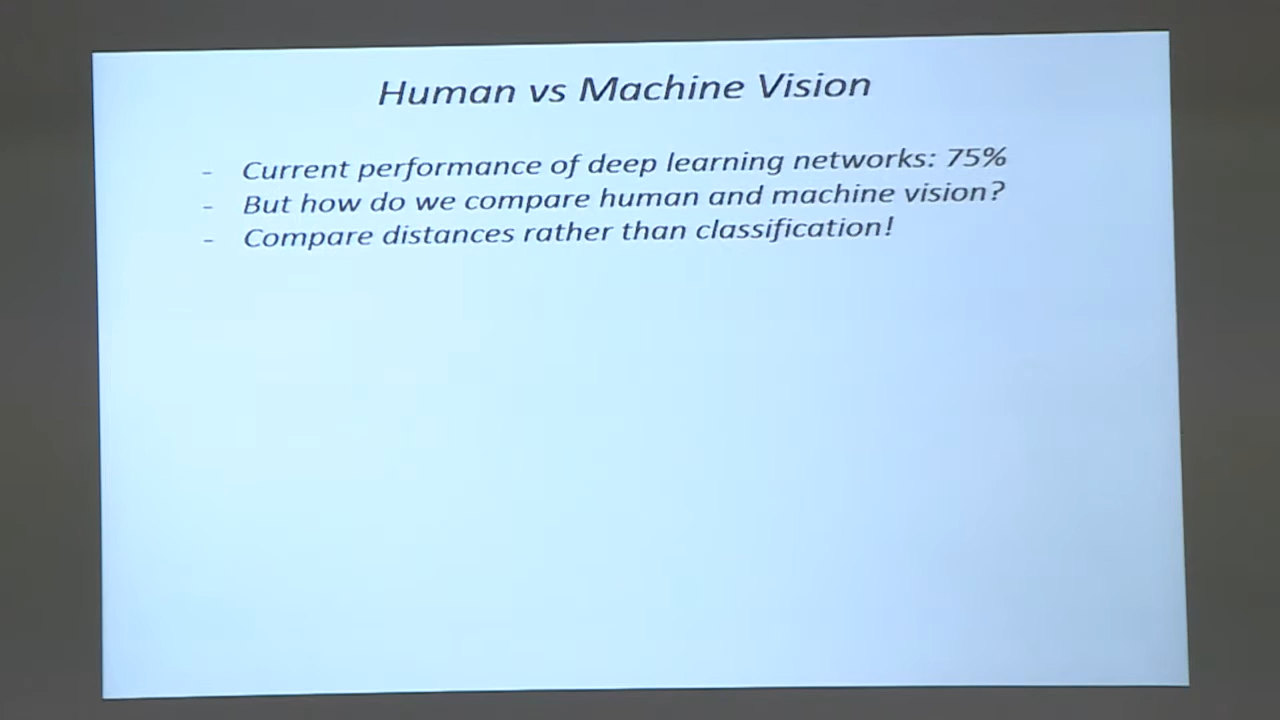 Human vs Machine Vision
- Current performance of deep learning networks: 75%
- But how do we compare human and machine vision?
- Compare distances rather than classification!